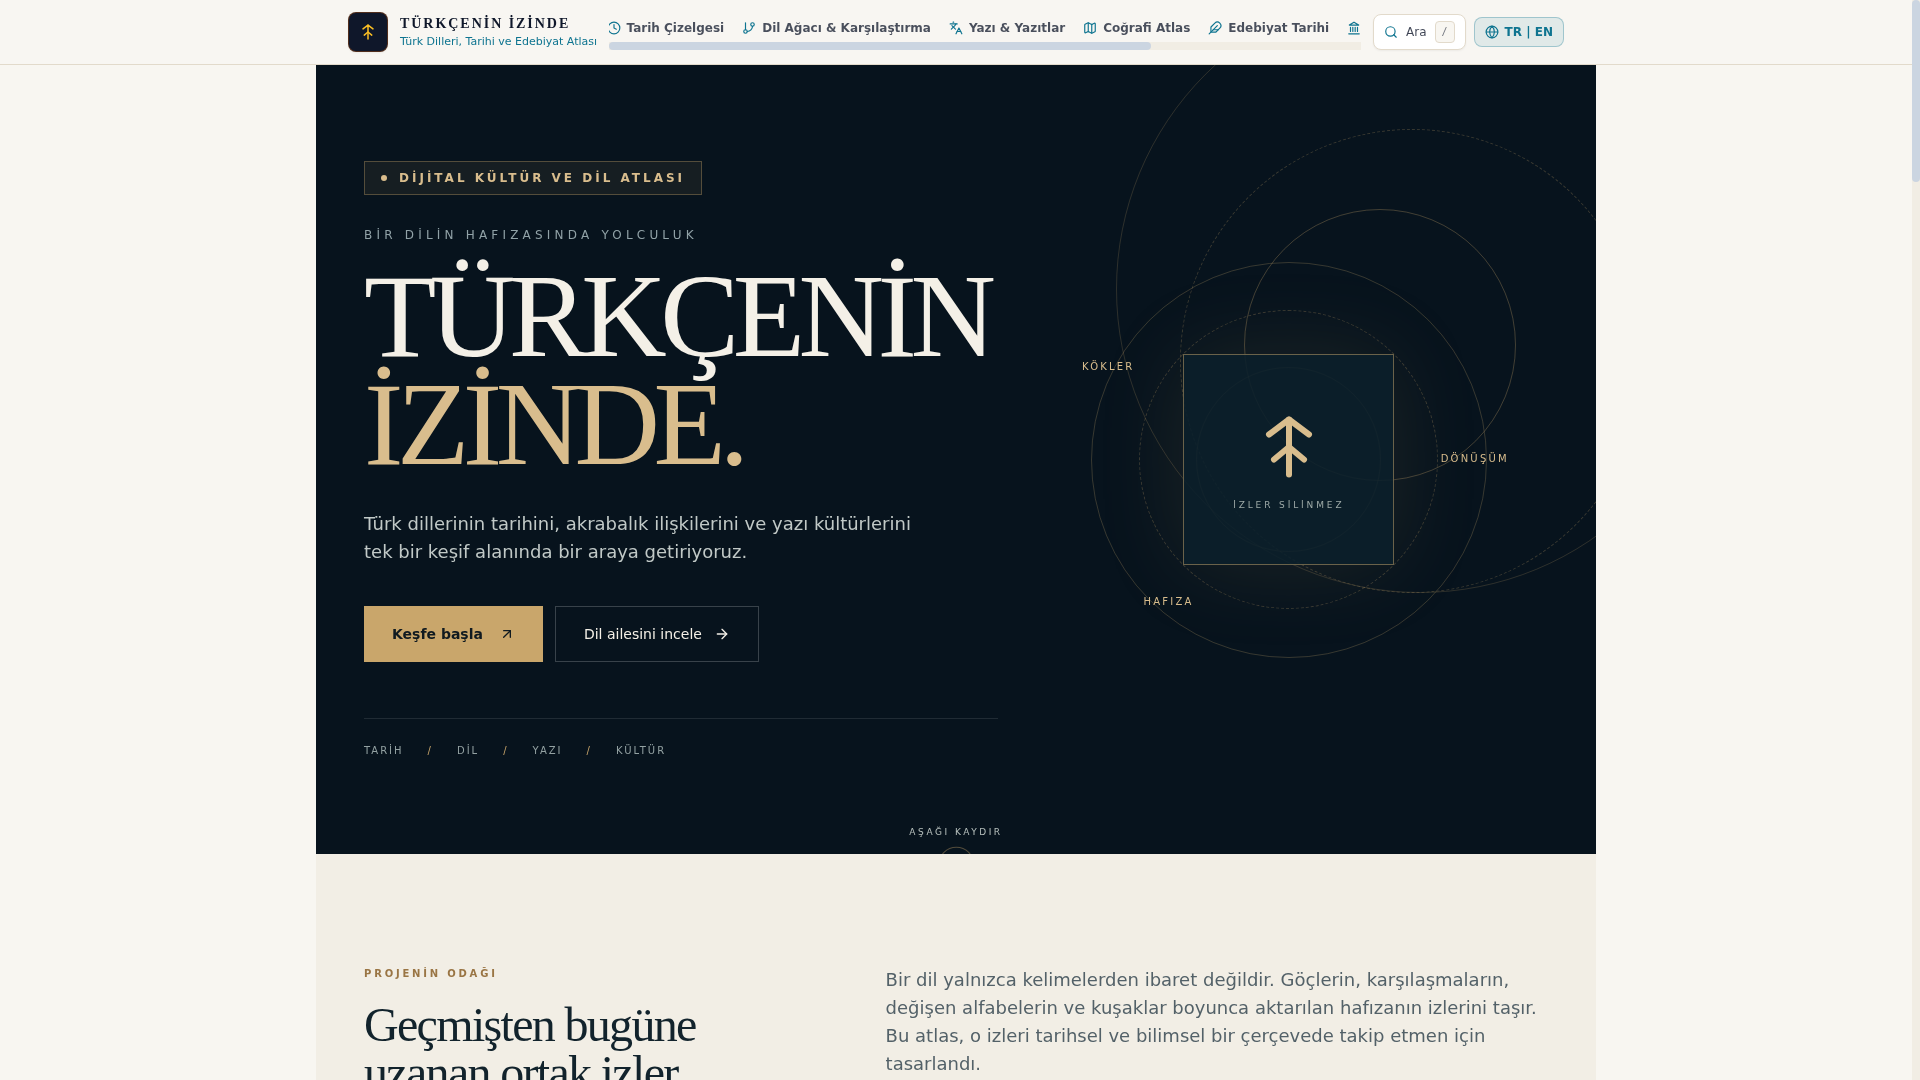 TÜRKÇENİN İZİNDE
Türk Dilleri, Tarihi ve Edebiyat Atlası
Tarih Çizelgesi
Dil Ağacı & Karşılaştırma
Yazı & Yazıtlar
Coğrafi Atlas
Edebiyat Tarihi
Ara /
TR | EN
DİJİTAL KÜLTÜR VE DİL ATLASI
BİR DİLİN HAFIZASINDA YOLCULUK
TÜRKÇENİN
İZİNDE.
Türk dillerinin tarihini, akrabalık ilişkilerini ve yazı kültürlerini
tek bir keşif alanında bir araya getiriyoruz.
Keşfe başla
Dil ailesini incele
TARİH / DİL / YAZI / KÜLTÜR
KÖKLER
DÖNÜŞÜM
İZLER SİLİNMEZ
HAFIZA
AŞAĞI KAYDIR
PROJENİN ODAĞI
Geçmişten bugüne
uzanan ortak izler
Bir dil yalnızca kelimelerden ibaret değildir. Göçlerin, karşılaşmaların,
değişen alfabelerin ve kuşaklar boyunca aktarılan hafızanın izlerini taşır.
Bu atlas, o izleri tarihsel ve bilimsel bir çerçevede takip etmen için
tasarlandı.